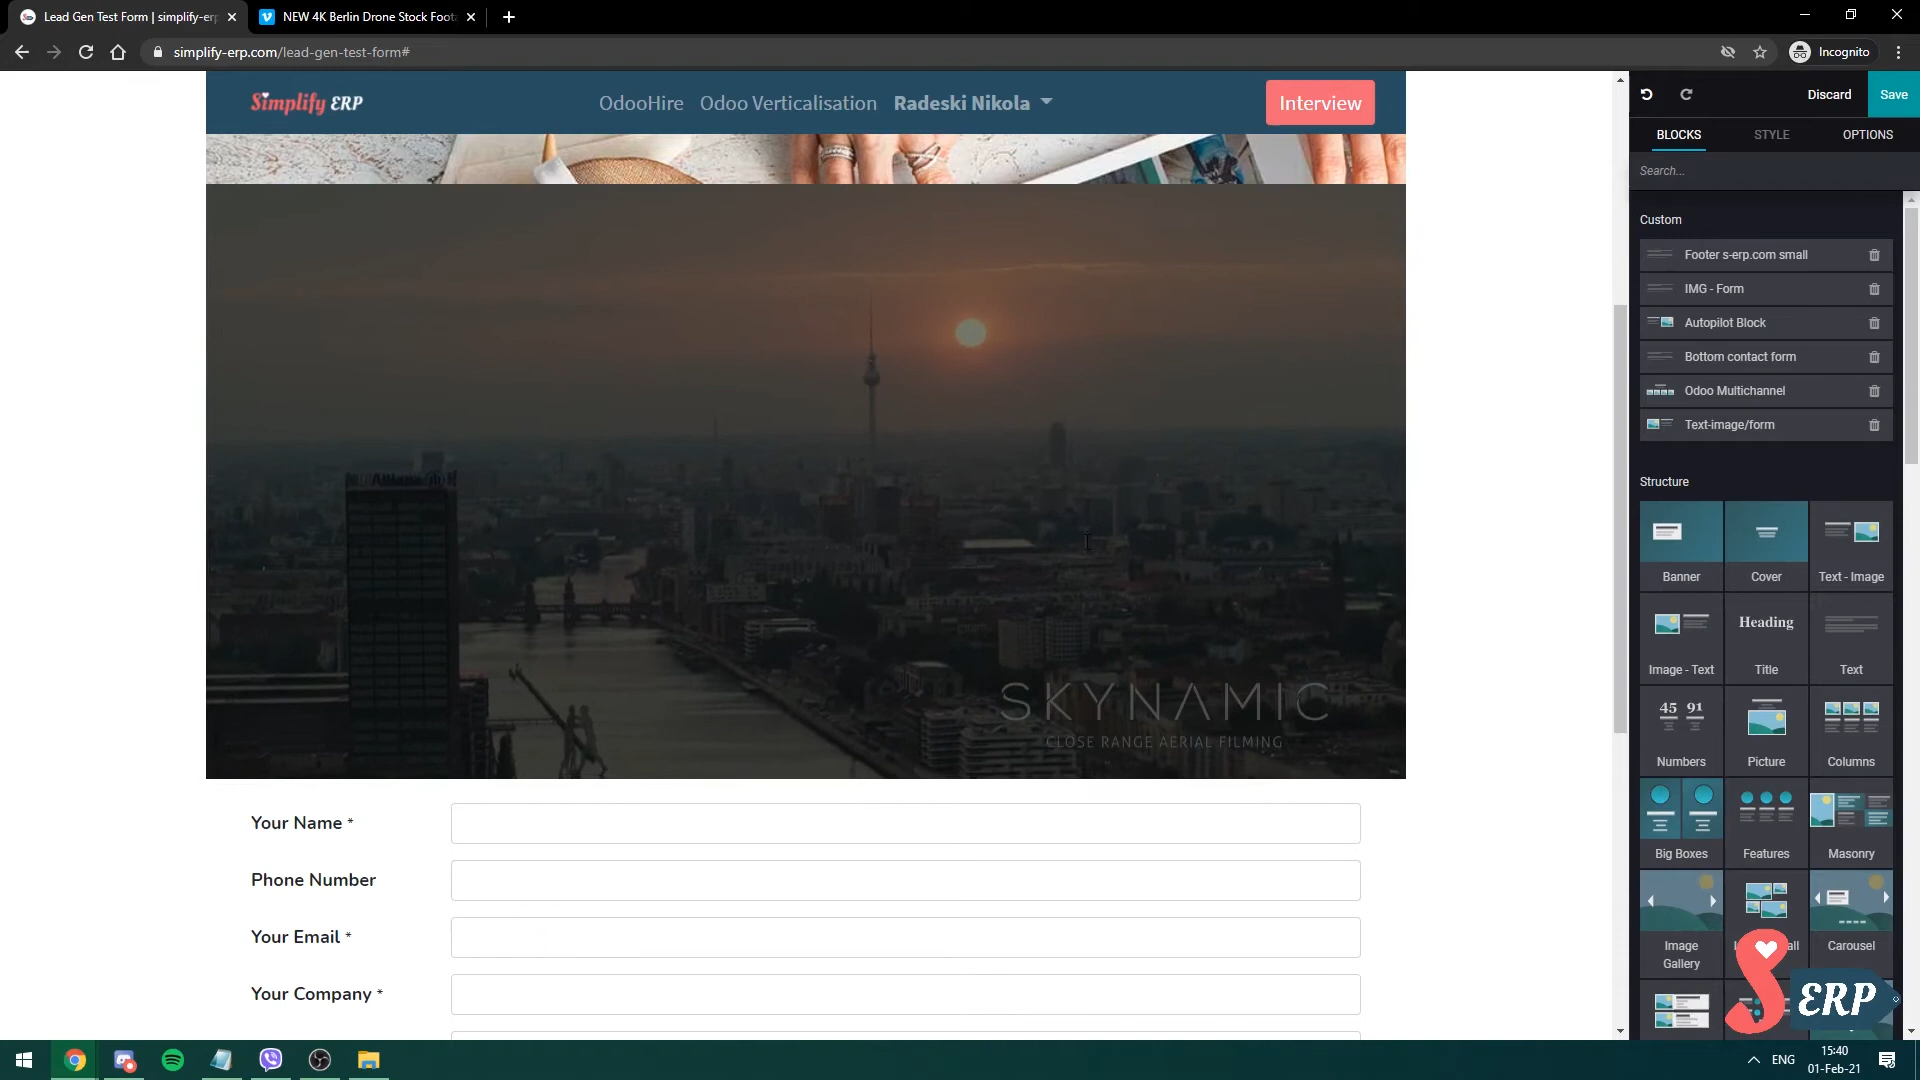 Lead Gen Test Form | simplify-erp
NEW 4K Berlin Drone Stock Foota
simplify-erp.com/lead-gen-test-form#
Incognito
Simplify ERP
OdooHire
Odoo Verticalisation
Radeski Nikola
Interview
Discard
Save
BLOCKS
STYLE
OPTIONS
Search...
Custom
Footer s-erp.com small
IMG - Form
Autopilot Block
Bottom contact form
Odoo Multichannel
Text-image/form
Structure
Banner
Cover
Text - Image
Heading
Image - Text
Title
Text
45 91
Numbers
Picture
Columns
Big Boxes
Features
Masonry
Image
Gallery
Carousel
SKYNAMIC
CLOSE RANGE AERIAL FILMING
Your Name *
Phone Number
Your Email *
Your Company *
S ERP
ENG
15:40
01-Feb-21